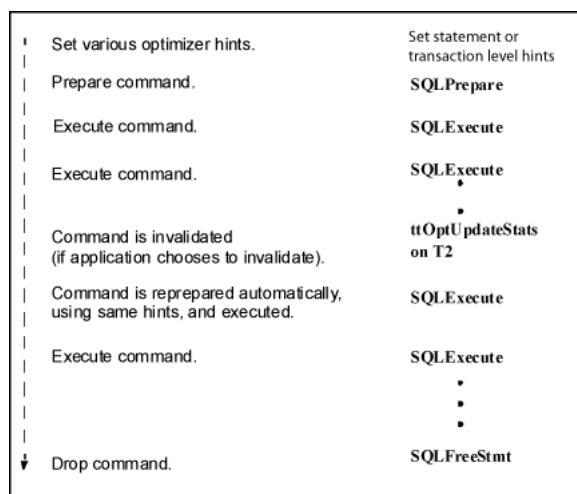 Set various optimizer hints.
Set statement or
transaction level hints
Prepare command.
SQLPrepare
Execute command.
SQLExecute
Execute command.
SQLExecute
Command is invalidated
(if application chooses to invalidate).
ttOptUpdateStats
on T2
Command is reprepared automatically,
using same hints, and executed.
SQLExecute
Execute command.
SQLExecute
Drop command.
SQLFreeStmt